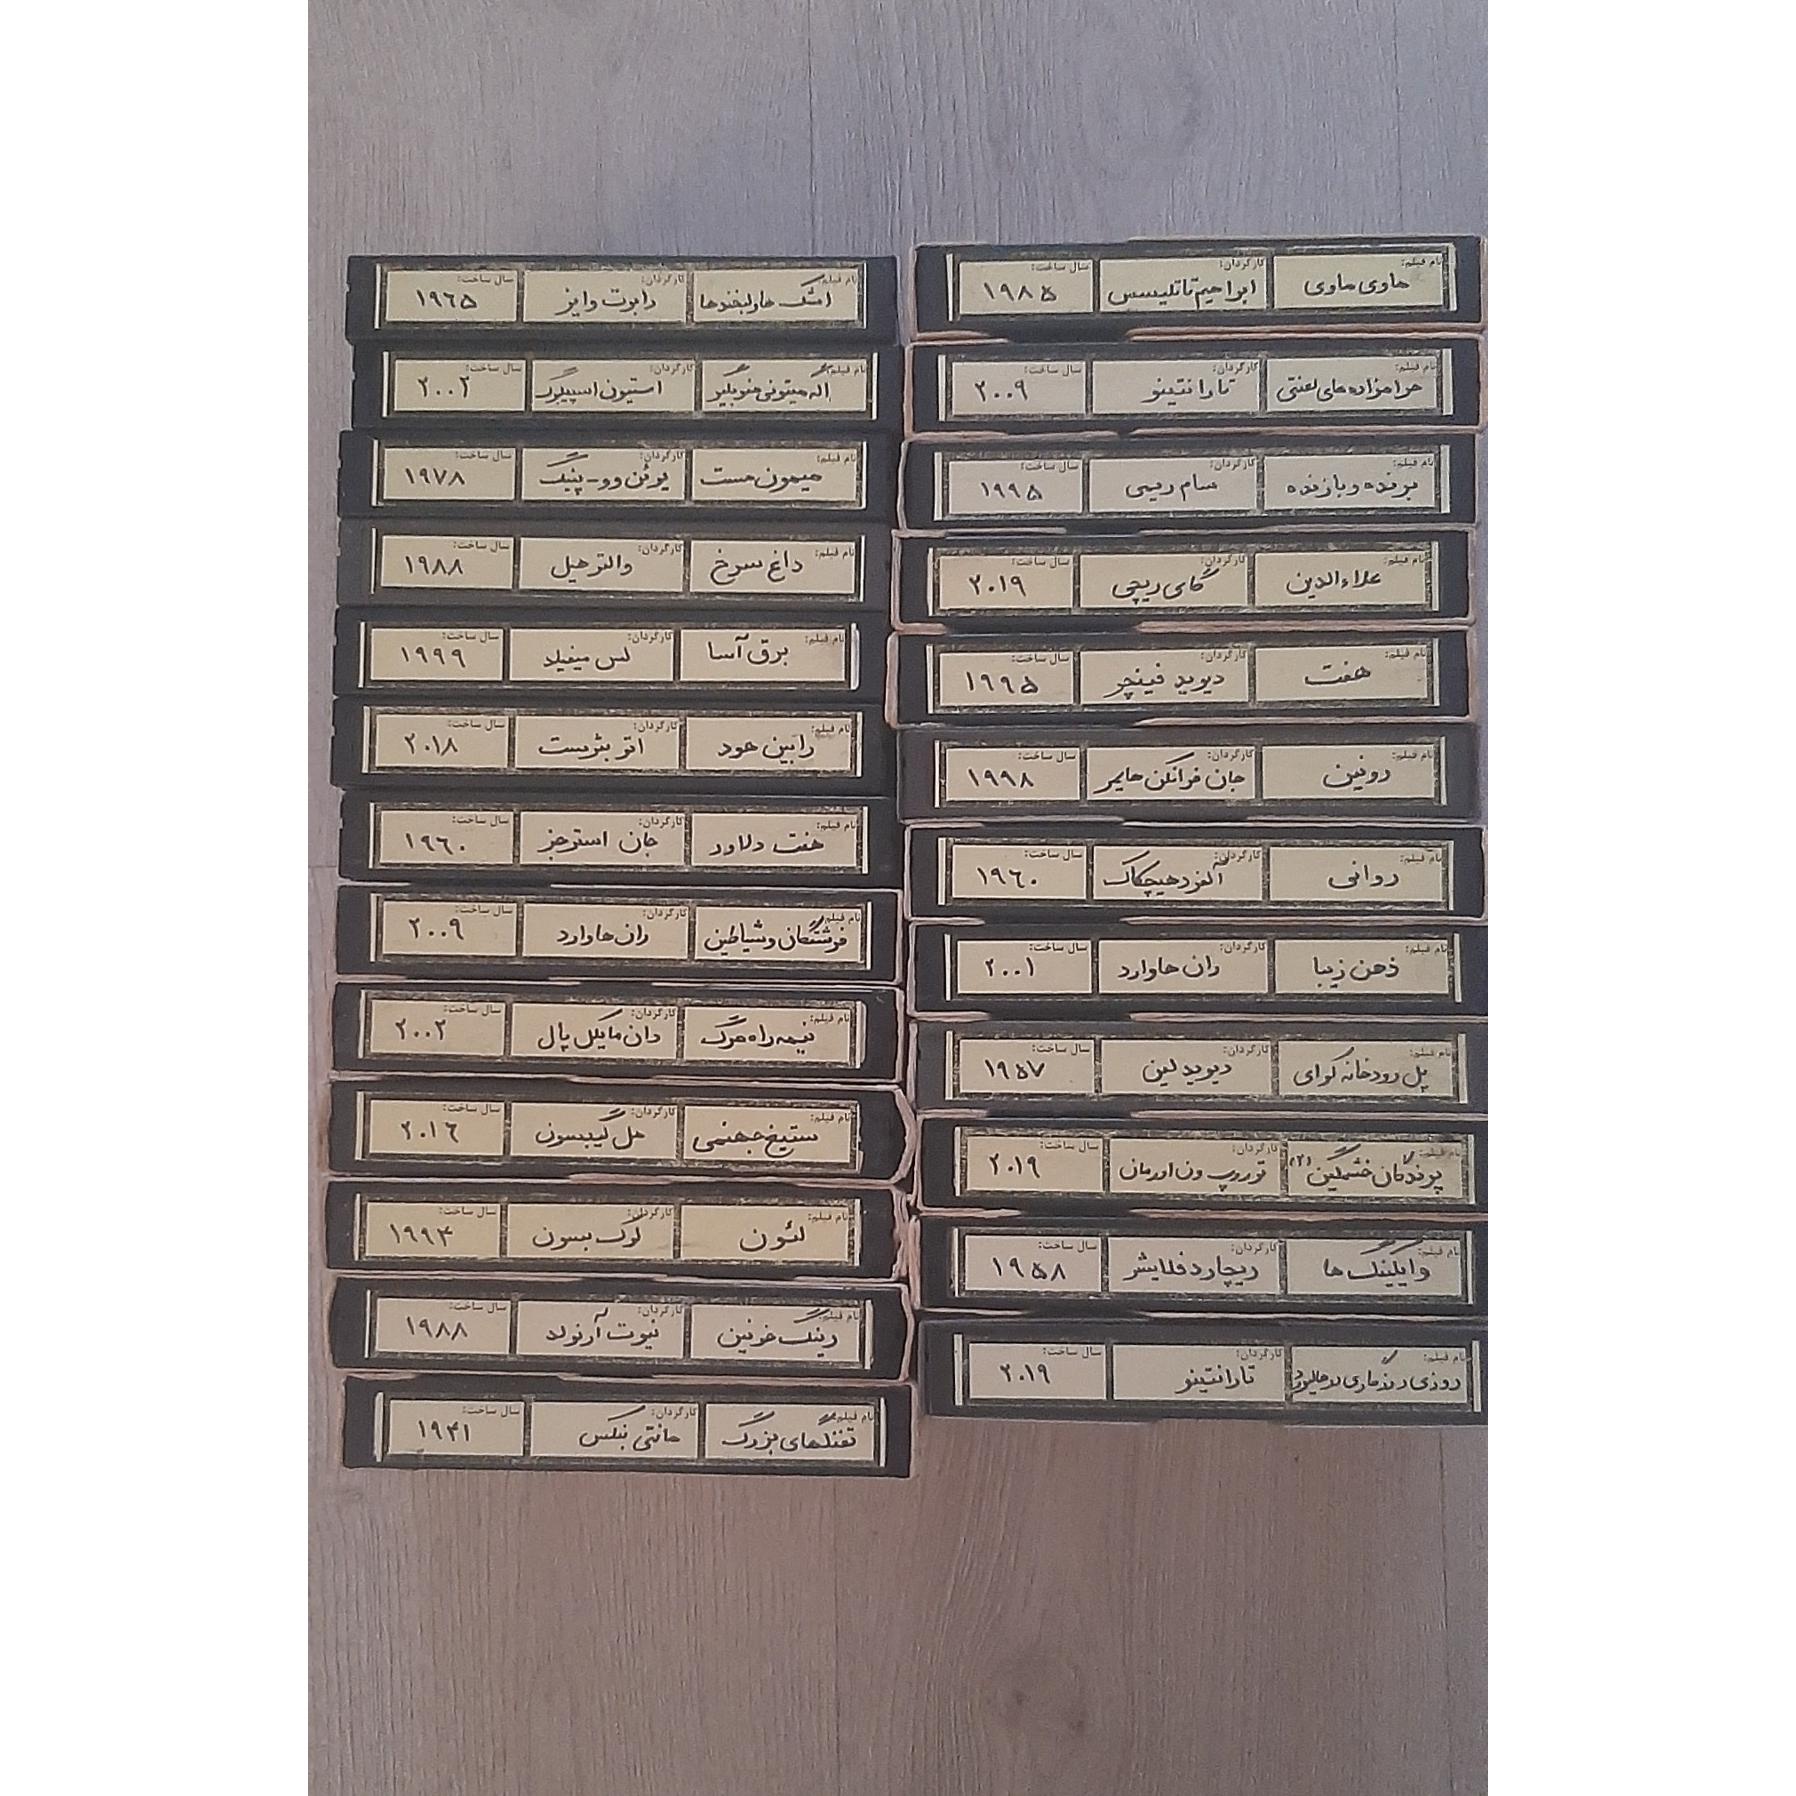 نام فیلم: ماوی ماوی کارگردان: ابراهیم تاتلیسس سال ساخت: ۱۹۸۵
نام فیلم: حرامزاده های لعنتی کارگردان: تارانتینو سال ساخت: ۲۰۰۹
نام فیلم: برنده و بازنده کارگردان: سام ریمی سال ساخت: ۱۹۹۵
نام فیلم: علاءالدین کارگردان: گای ریچی سال ساخت: ۲۰۱۹
نام فیلم: هفت کارگردان: دیوید فینچر سال ساخت: ۱۹۹۵
نام فیلم: رونین کارگردان: جان فرانکن هایمر سال ساخت: ۱۹۹۸
نام فیلم: روانی کارگردان: آلفرد هیچکاک سال ساخت: ۱۹۶۰
نام فیلم: ذهن زیبا کارگردان: ران هاوارد سال ساخت: ۲۰۰۱
نام فیلم: پل رودخانه کوای کارگردان: دیوید لین سال ساخت: ۱۹۵۷
نام فیلم: پرندگان خشمگین (۲) کارگردان: توروپ ون اورمان سال ساخت: ۲۰۱۹
نام فیلم: وایکینگ ها کارگردان: ریچارد فلایشر سال ساخت: ۱۹۵۸
نام فیلم: روزی روزگاری در هالیوود کارگردان: تارانتینو سال ساخت: ۲۰۱۹
نام فیلم: اشک ها و لبخندها کارگردان: رابرت وایز سال ساخت: ۱۹۶۵
نام فیلم: اگه میتونی منو بگیر کارگردان: استیون اسپیلبرگ سال ساخت: ۲۰۰۲
نام فیلم: میمون مست کارگردان: یوئن وو-پینگ سال ساخت: ۱۹۷۸
نام فیلم: داغ سرخ کارگردان: والتر هیل سال ساخت: ۱۹۸۸
نام فیلم: برق آسا کارگردان: لس میفیلد سال ساخت: ۱۹۹۹
نام فیلم: رابین هود کارگردان: اتو بثرست سال ساخت: ۲۰۱۸
نام فیلم: هفت دلاور کارگردان: جان استرجز سال ساخت: ۱۹۶۰
نام فیلم: فرشتگان و شیاطین کارگردان: ران هاوارد سال ساخت: ۲۰۰۹
نام فیلم: نیمه راه مرگ کارگردان: دان مایکل پال سال ساخت: ۲۰۰۲
نام فیلم: ستیغ جهنمی کارگردان: مل گیبسون سال ساخت: ۲۰۱۶
نام فیلم: لئون کارگردان: لوک بسون سال ساخت: ۱۹۹۴
نام فیلم: رینگ خونین کارگردان: نیوت آرنولد سال ساخت: ۱۹۸۸
نام فیلم: تفنگهای بزرگ کارگردان: سال ساخت: ۱۹۴۱